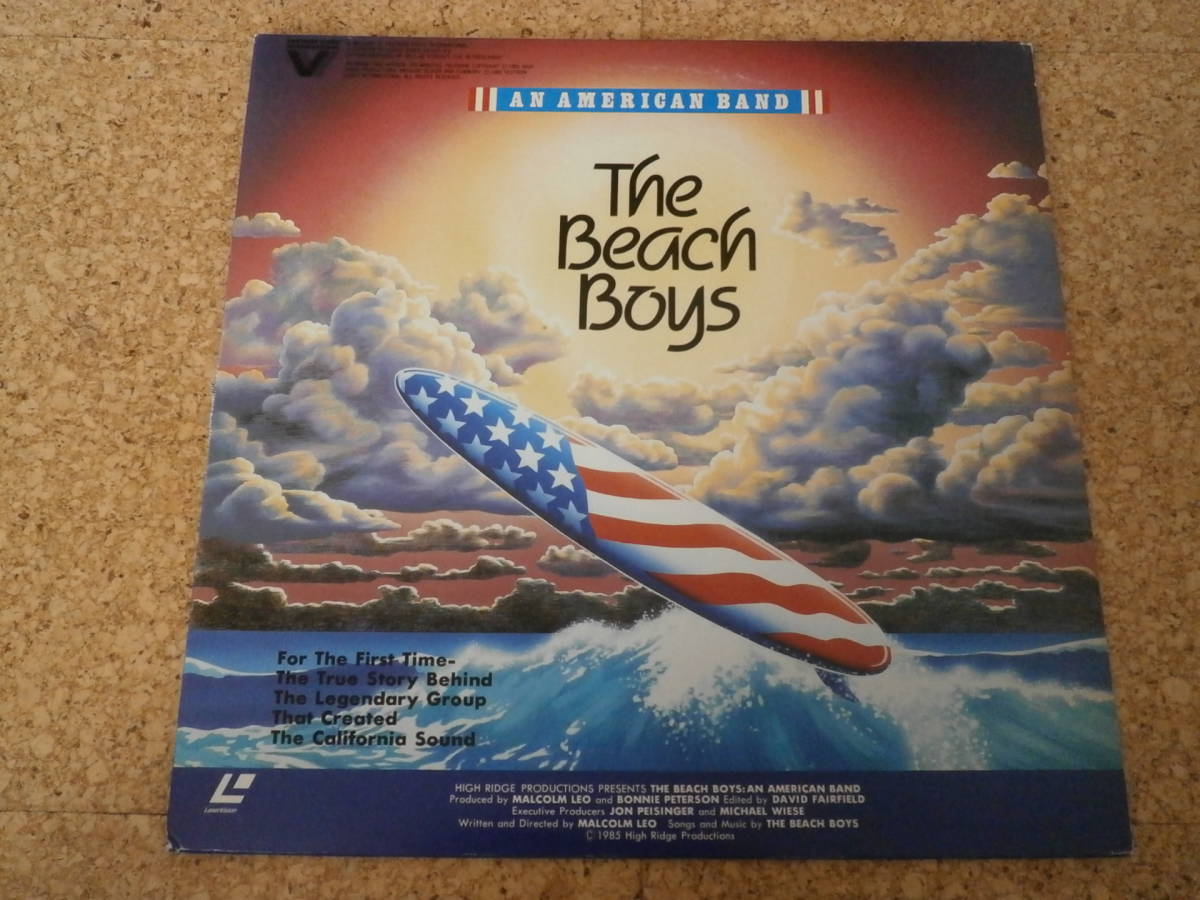 AN AMERICAN BAND
The
Beach
Boys
For The First Time-
The True Story Behind
The Legendary Group
That Created
The California Sound
LaserVision
HIGH RIDGE PRODUCTIONS PRESENTS THE BEACH BOYS: AN AMERICAN BAND
Produced by MALCOLM LEO and BONNIE PETERSON Edited by DAVID FAIRFIELD
Executive Producers JON PEISINGER and MICHAEL WIESE
Written and Directed by MALCOLM LEO Songs and Music by THE BEACH BOYS
© 1985 High Ridge Productions